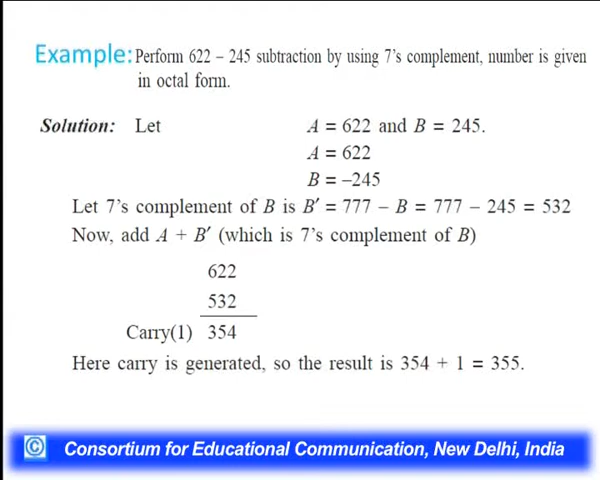 Example: Perform 622 – 245 subtraction by using 7's complement, number is given
in octal form.
Solution: Let A = 622 and B = 245.
A = 622
B = –245
Let 7's complement of B is B′ = 777 – B = 777 – 245 = 532
Now, add A + B′ (which is 7's complement of B)
622
532
Carry(1) 354
Here carry is generated, so the result is 354 + 1 = 355.
© Consortium for Educational Communication, New Delhi, India